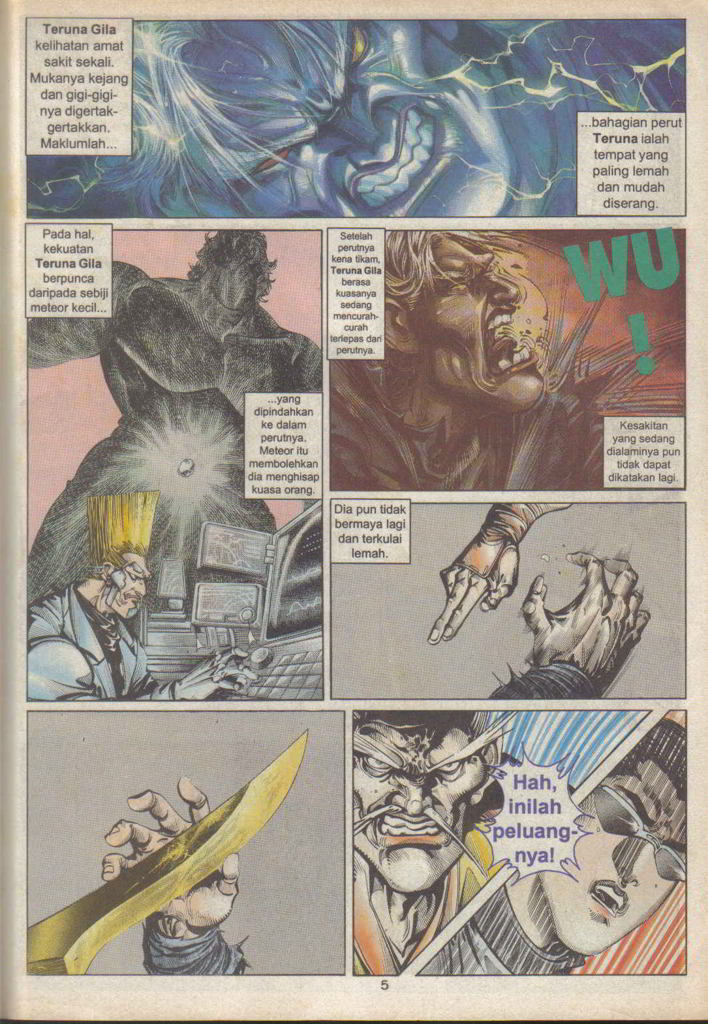 Teruna Gila
kelihatan amat
sakit sekali.
Mukanya kejang
dan gigi-gigi-
nya digertak-
gertakkan.
Maklumlah...
...bahagian perut
Teruna ialah
tempat yang
paling lemah
dan mudah
diserang.
Pada hal,
kekuatan
Teruna Gila
berpunca
daripada sebiji
meteor kecil...
...yang
dipindahkan
ke dalam
perutnya.
Meteor itu
membolehkan
dia menghisap
kuasa orang.
Setelah
perutnya
kena tikam,
Teruna Gila
berasa
kuasanya
sedang
mencurah-
curah
terlepas dari
perutnya.
WU
!
Kesakitan
yang sedang
dialaminya pun
tidak dapat
dikatakan lagi.
Dia pun tidak
bermaya lagi
dan terkulai
lemah.
Hah,
inilah
peluang-
nya!
5